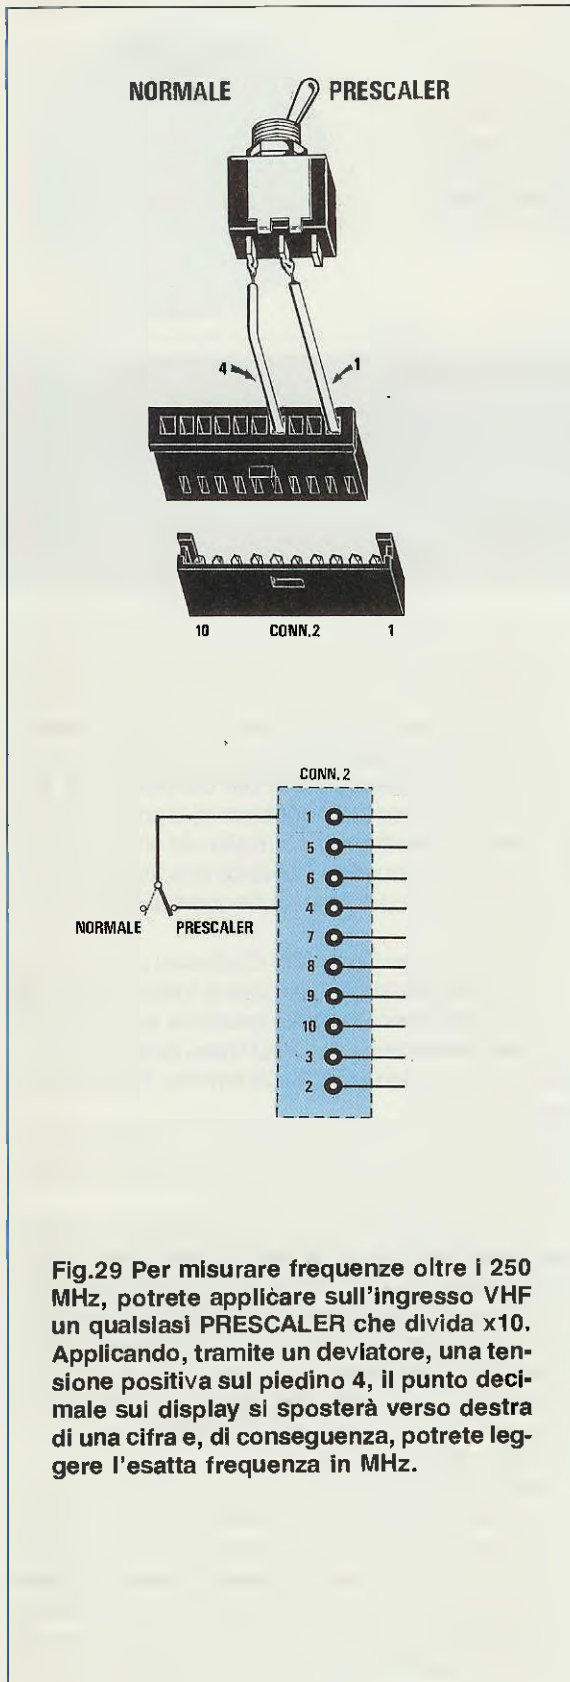 NORMALE PRESCALER
4 1
10 CONN.2 1
CONN. 2
1
5
6
4
NORMALE PRESCALER
7
8
9
10
3
2
Fig.29 Per misurare frequenze oltre i 250
MHz, potrete applicare sull'ingresso VHF
un qualsiasi PRESCALER che divida x10.
Applicando, tramite un deviatore, una ten-
sione positiva sul piedino 4, il punto deci-
male sui display si sposterà verso destra
di una cifra e, di conseguenza, potrete leg-
gere l'esatta frequenza in MHz.